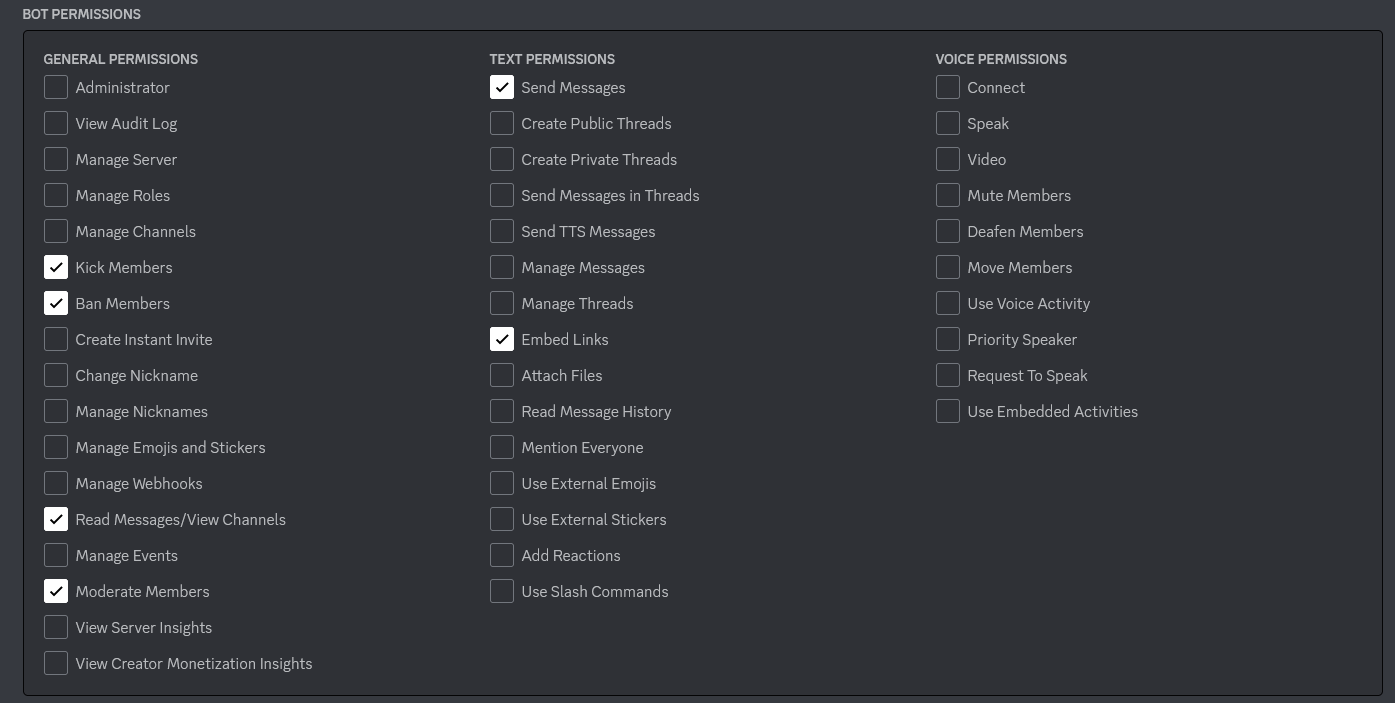 BOT PERMISSIONS
GENERAL PERMISSIONS
Administrator
View Audit Log
Manage Server
Manage Roles
Manage Channels
Kick Members
Ban Members
Create Instant Invite
Change Nickname
Manage Nicknames
Manage Emojis and Stickers
Manage Webhooks
Read Messages/View Channels
Manage Events
Moderate Members
View Server Insights
View Creator Monetization Insights
TEXT PERMISSIONS
Send Messages
Create Public Threads
Create Private Threads
Send Messages in Threads
Send TTS Messages
Manage Messages
Manage Threads
Embed Links
Attach Files
Read Message History
Mention Everyone
Use External Emojis
Use External Stickers
Add Reactions
Use Slash Commands
VOICE PERMISSIONS
Connect
Speak
Video
Mute Members
Deafen Members
Move Members
Use Voice Activity
Priority Speaker
Request To Speak
Use Embedded Activities